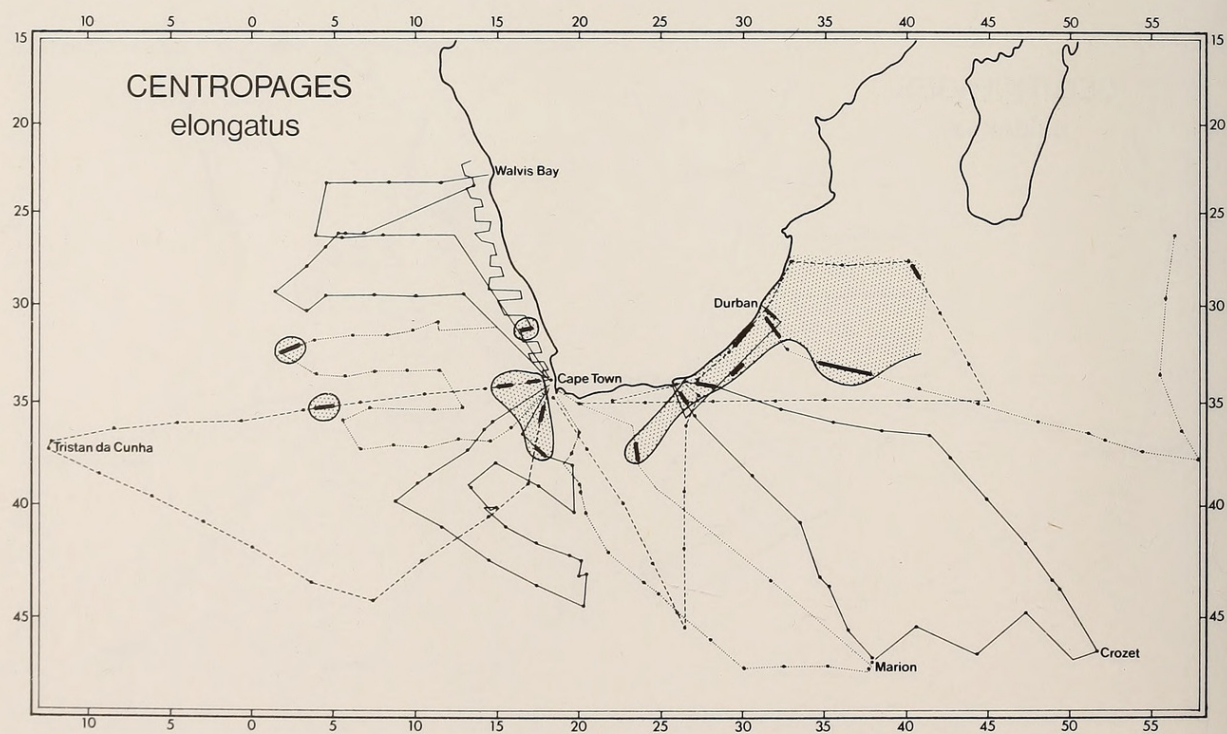 10 5 0 5 10 15 20 25 30 35 40 45 50 55
15 15
CENTROPAGES
elongatus
20 20
Walvis Bay
25 25
30 Durban 30
Cape Town
35 35
Tristan da Cunha
40 40
45 45
Crozet
Marion
10 5 0 5 10 15 20 25 30 35 40 45 50 55